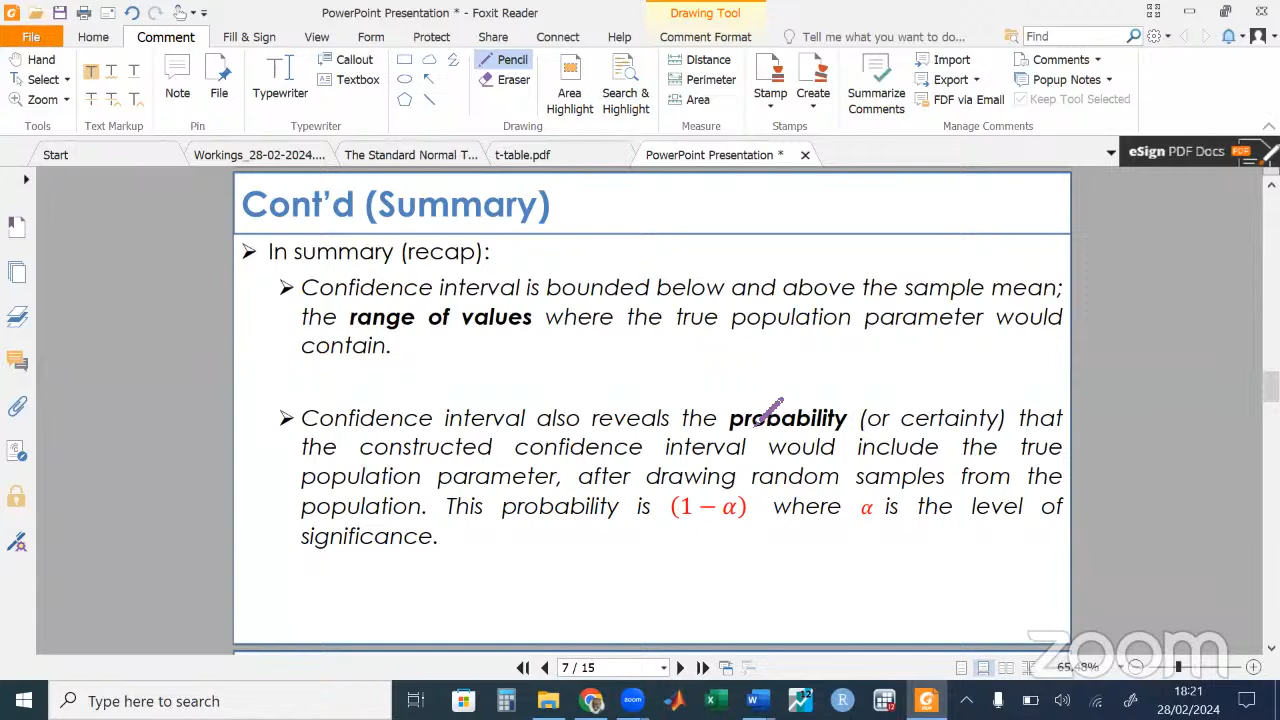 PowerPoint Presentation * - Foxit Reader
Drawing Tool
File Home Comment Fill & Sign View Form Protect Share Connect Help Comment Format Tell me what you want to do... Find
Hand
Select
Zoom
Tools
Text Markup
Note
File
Pin
Typewriter
Callout
Textbox
Typewriter
Pencil
Eraser
Area Highlight
Search & Highlight
Drawing
Distance
Perimeter
Area
Measure
Stamp
Create
Stamps
Summarize Comments
Import
Export
FDF via Email
Comments
Popup Notes
Keep Tool Selected
Manage Comments
Start Workings_28-02-2024.... The Standard Normal T... t-table.pdf PowerPoint Presentation * eSign PDF Docs PDF
Cont'd (Summary)
In summary (recap):
Confidence interval is bounded below and above the sample mean;
the range of values where the true population parameter would
contain.
Confidence interval also reveals the probability (or certainty) that
the constructed confidence interval would include the true
population parameter, after drawing random samples from the
population. This probability is (1 − α) where α is the level of
significance.
zoom
7 / 15 65.43%
Type here to search zoom 12 18:21
28/02/2024